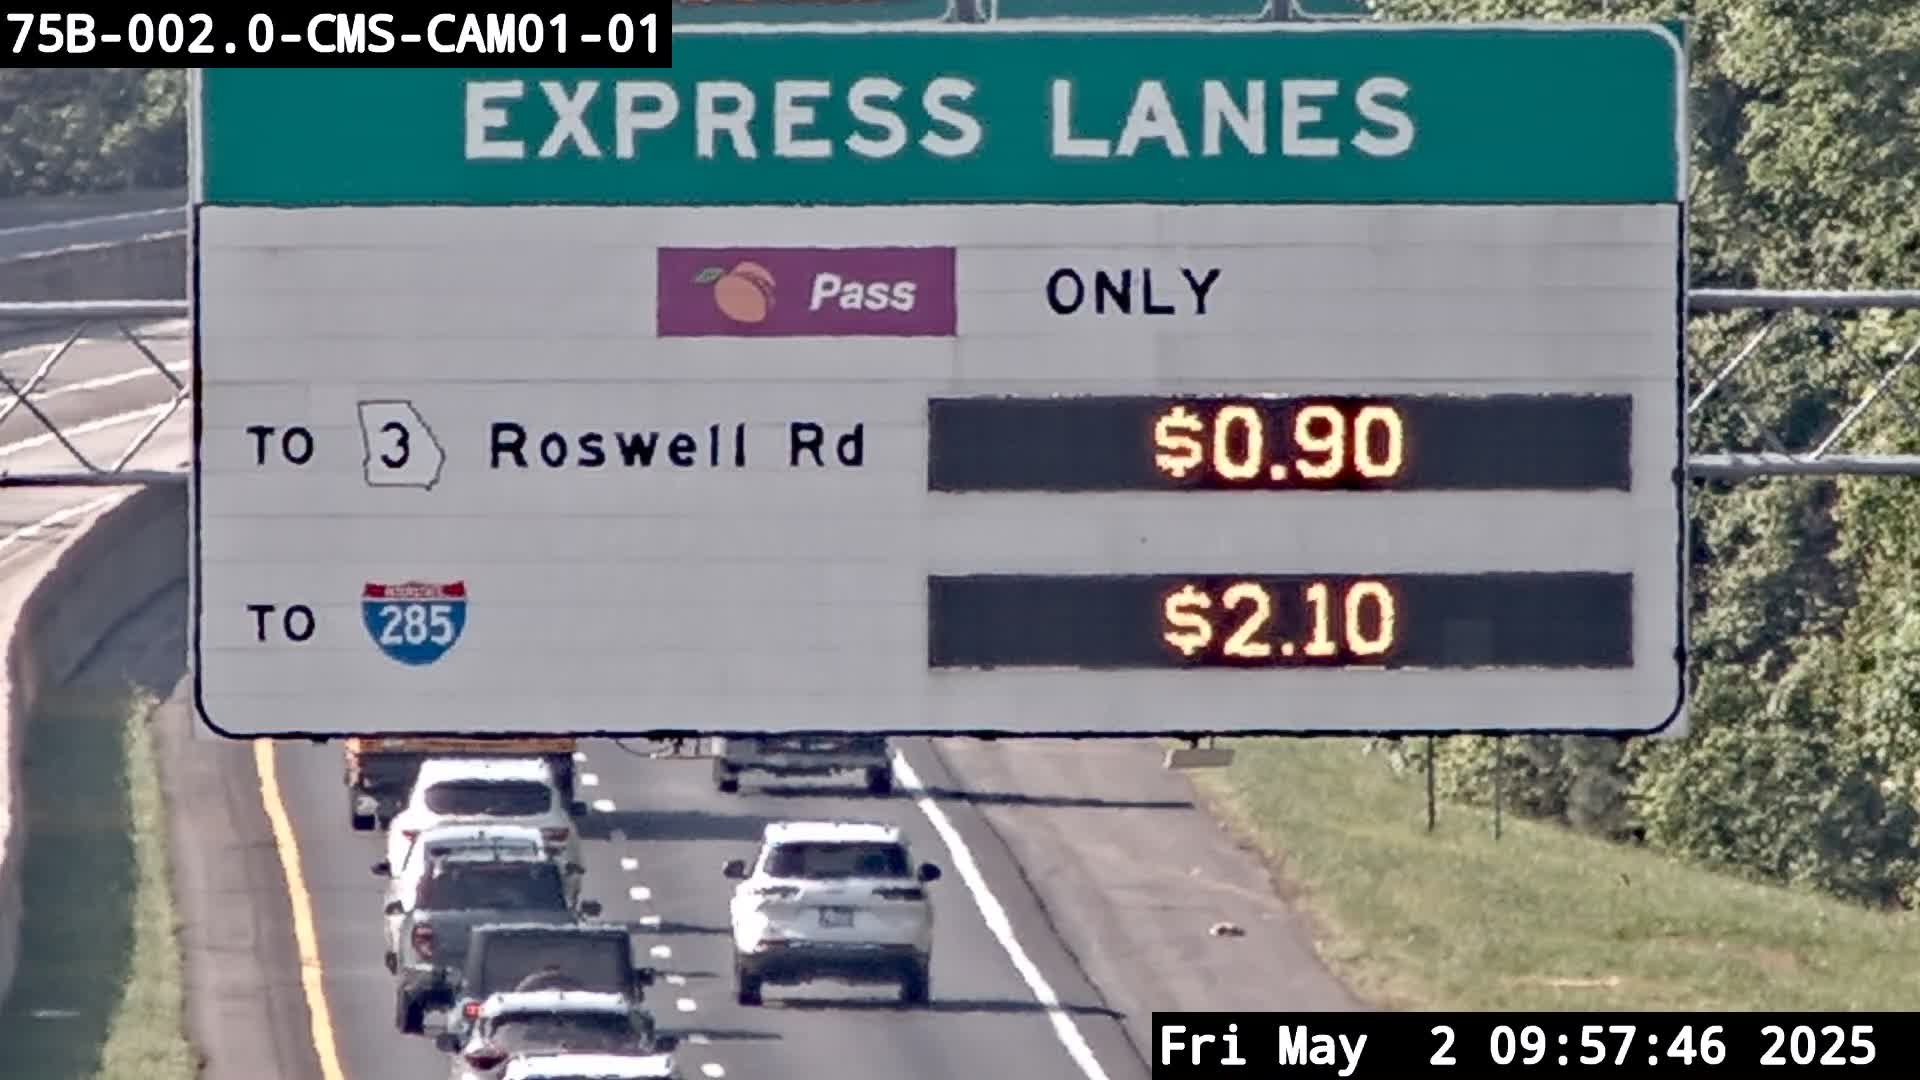 75B-002.0-CMS-CAM01-01
EXPRESS LANES
Pass ONLY
TO 3 Roswell Rd $0.90
TO INTERSTATE 285 $2.10
Fri May 2 09:57:46 2025